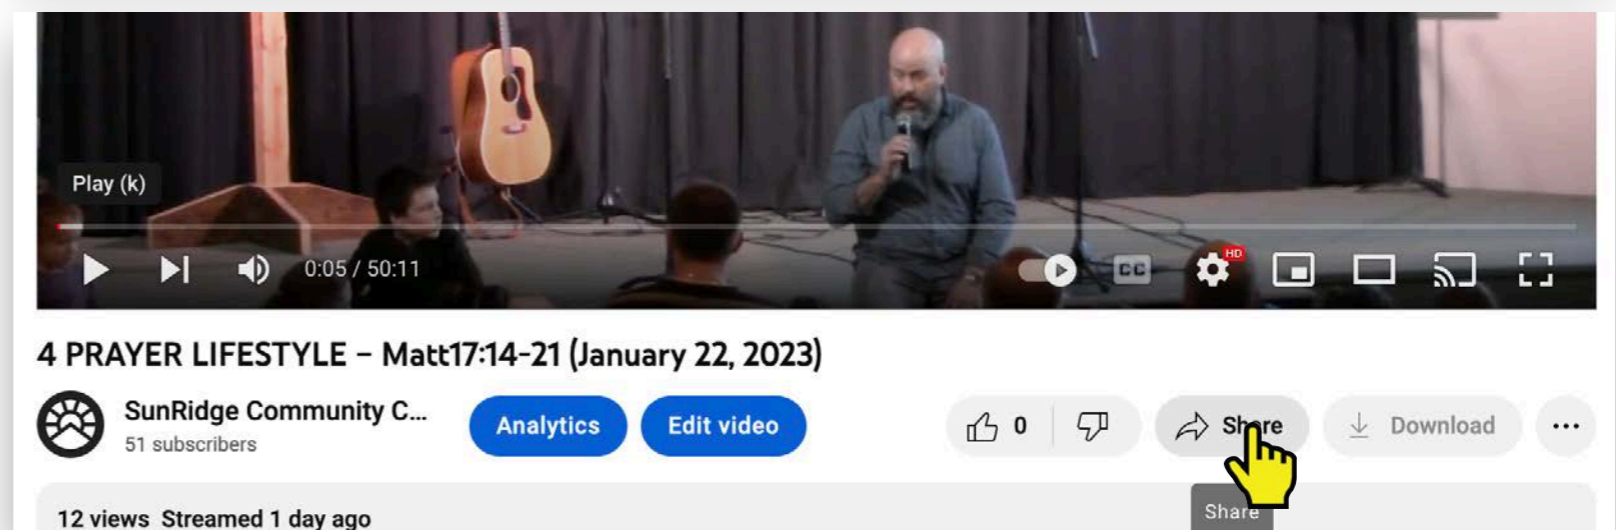 Play (k)
0:05 / 50:11
CC
HD
4 PRAYER LIFESTYLE – Matt17:14-21 (January 22, 2023)
SunRidge Community C...
51 subscribers
Analytics
Edit video
0
Share
Download
12 views Streamed 1 day ago
Share